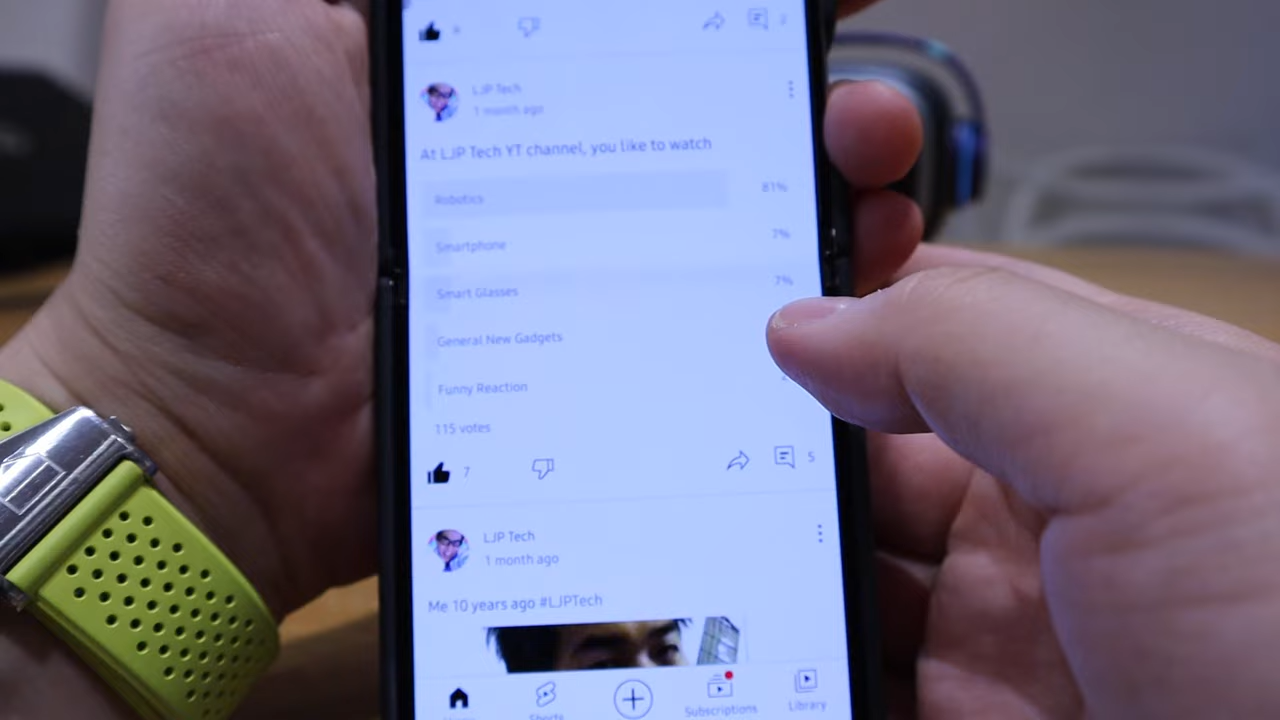 2
LJP Tech
1 month ago
At LJP Tech YT channel, you like to watch
Robotics 81%
Smartphone 7%
Smart Glasses 7%
General New Gadgets
Funny Reaction
115 votes
7 5
LJP Tech
1 month ago
Me 10 years ago #LJPTech
Shorts Subscriptions Library